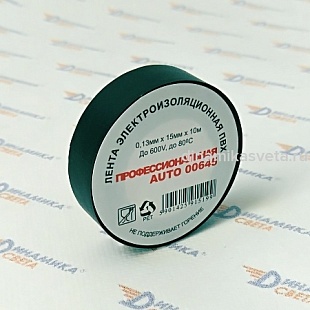 ЛЕНТА ЭЛЕКТРОИЗОЛЯЦИОННАЯ ПВХ
0,13мм х 15мм х 10м
До 600V, до 80ºС
ПРОФЕССИОНАЛЬНАЯ
AUTO 00645
PET
НЕ ПОДДЕРЖИВАЕТ ГОРЕНИЕ
ДИНАМИКА СВЕТА